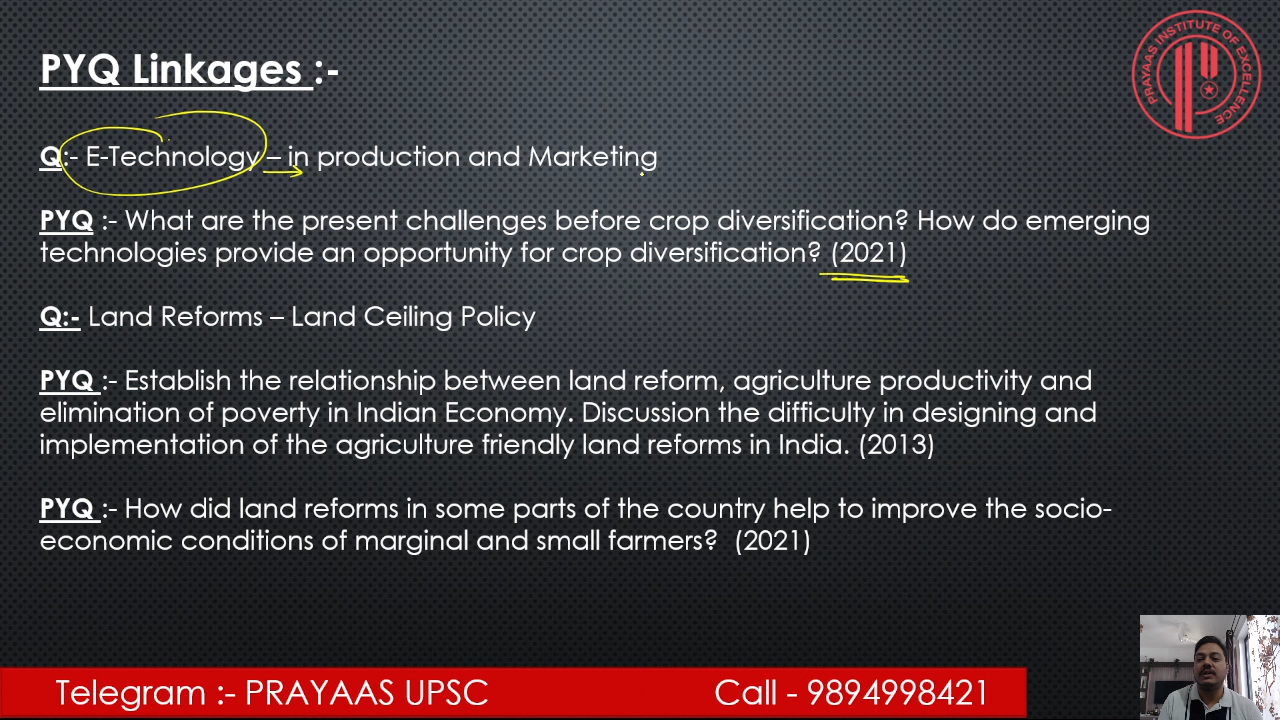 PYQ Linkages :-
PRAYAAS INSTITUTE OF EXCELLENCE
Q:- E-Technology – in production and Marketing
PYQ :- What are the present challenges before crop diversification? How do emerging
technologies provide an opportunity for crop diversification? (2021)
Q:- Land Reforms – Land Ceiling Policy
PYQ :- Establish the relationship between land reform, agriculture productivity and
elimination of poverty in Indian Economy. Discussion the difficulty in designing and
implementation of the agriculture friendly land reforms in India. (2013)
PYQ :- How did land reforms in some parts of the country help to improve the socio-
economic conditions of marginal and small farmers?  (2021)
Telegram :- PRAYAAS UPSC
Call - 9894998421